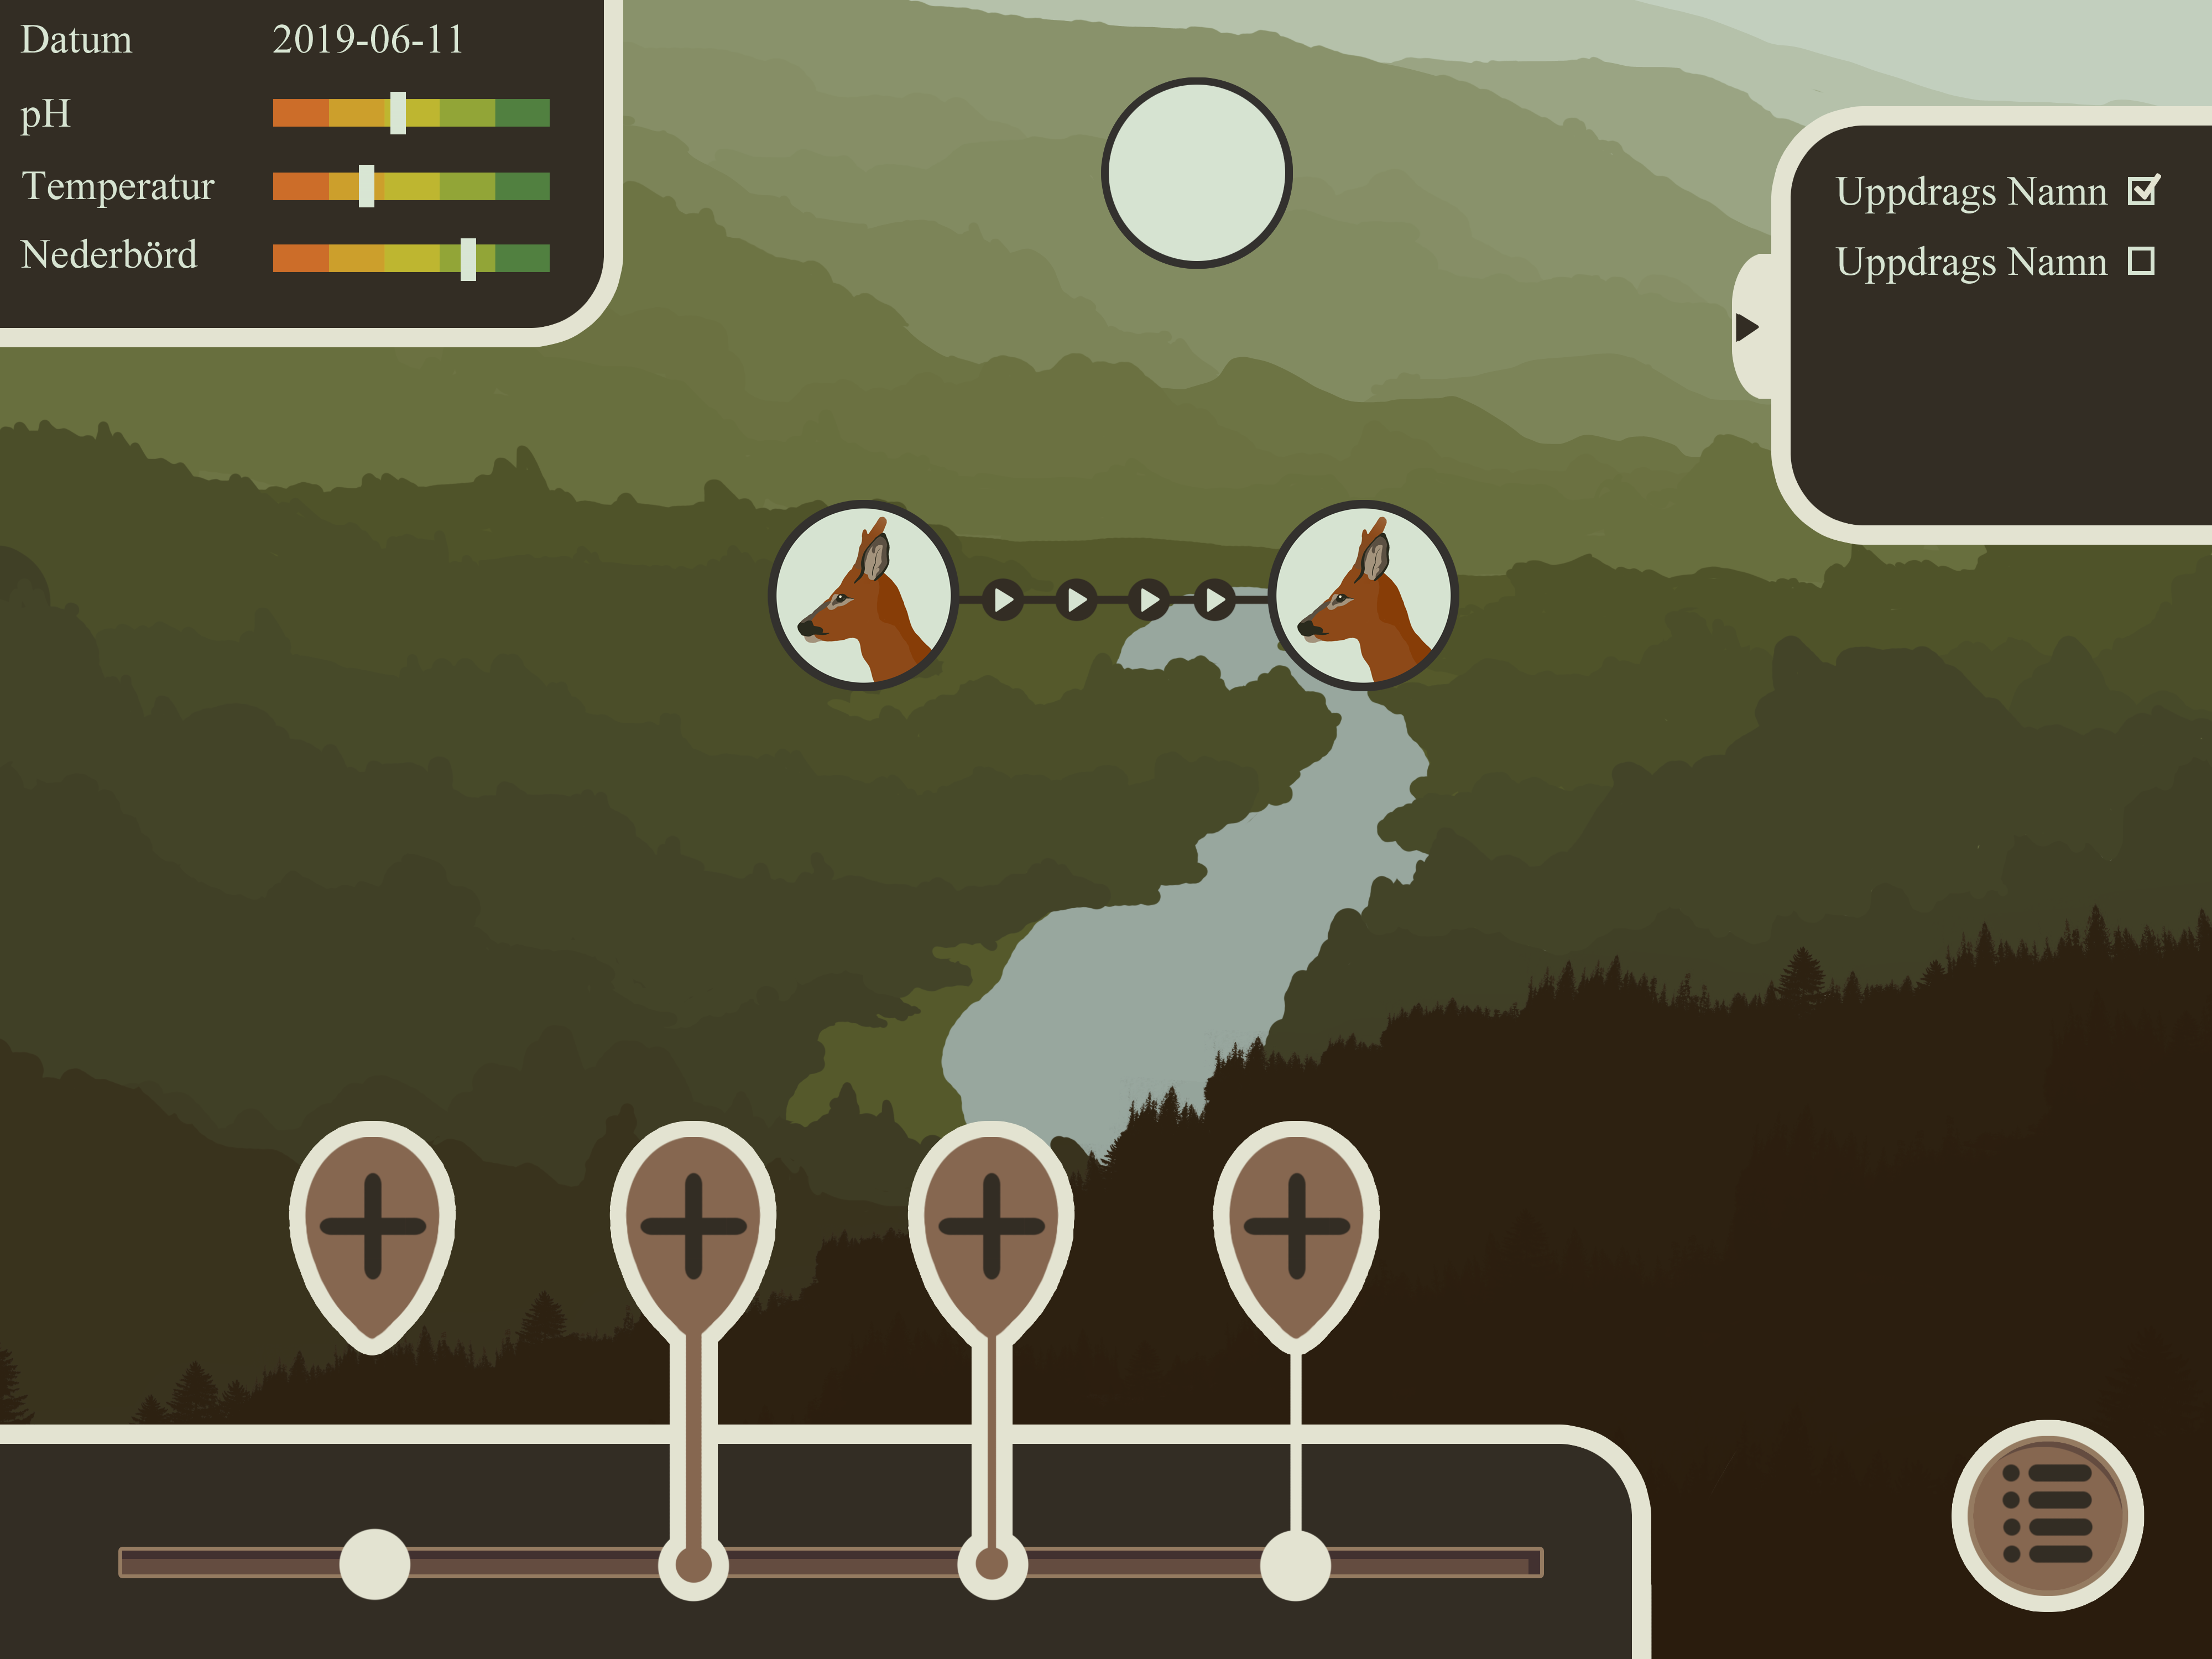 Datum 2019-06-11
pH
Temperatur
Nederbörd
Uppdrags Namn
Uppdrags Namn